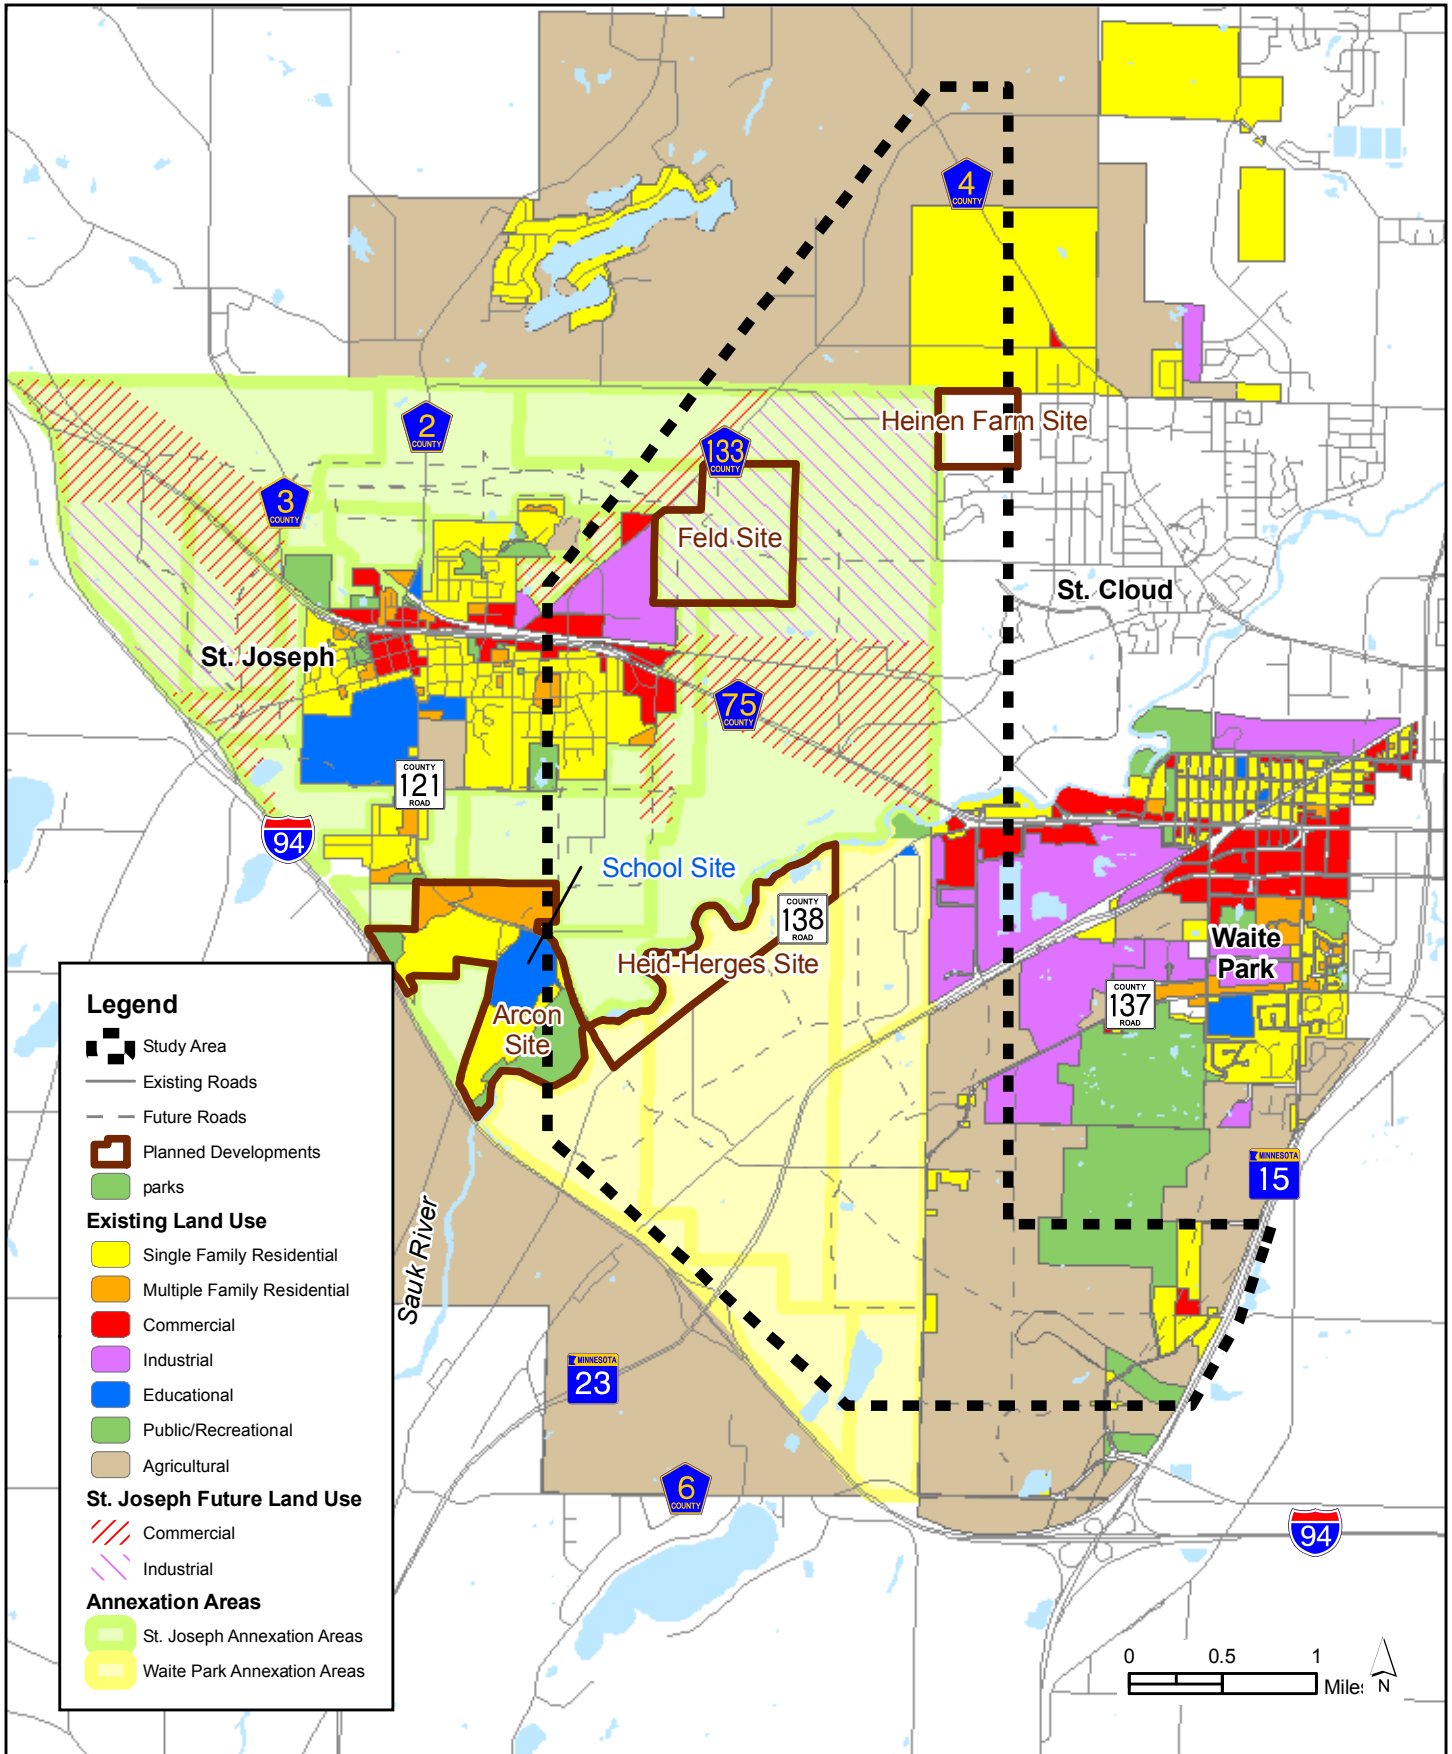 4
COUNTY
Heinen Farm Site
2
COUNTY
133
COUNTY
3
COUNTY
Feld Site
St. Cloud
St. Joseph
75
COUNTY
COUNTY
121
ROAD
94
School Site
COUNTY
138
ROAD
Waite
Park
Heid-Herges Site
COUNTY
137
ROAD
Arcon
Site
MINNESOTA
15
Sauk River
MINNESOTA
23
6
COUNTY
94
Legend
Study Area
Existing Roads
Future Roads
Planned Developments
parks
Existing Land Use
Single Family Residential
Multiple Family Residential
Commercial
Industrial
Educational
Public/Recreational
Agricultural
St. Joseph Future Land Use
Commercial
Industrial
Annexation Areas
St. Joseph Annexation Areas
Waite Park Annexation Areas
0 0.5 1
Miles
N